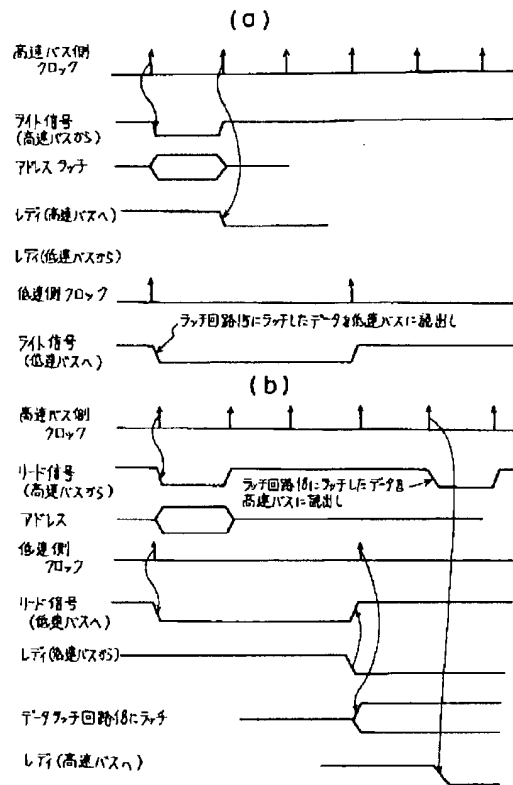 (a)
高速バス側
クロック
ライト信号
(高速バスから)
アドレスラッチ
レディ(高速バスへ)
レディ(低速バスから)
低速側クロック
ラッチ回路15にラッチしたデータを低速バスに読出し
ライト信号
(低速バスへ)
(b)
高速バス側
クロック
リード信号
(高速バスから)
ラッチ回路18にラッチしたデータを
高速バスに読出し
アドレス
低速側
クロック
リード信号
(低速バスへ)
レディ(低速バスから)
データラッチ回路18にラッチ
レディ(高速バスへ)